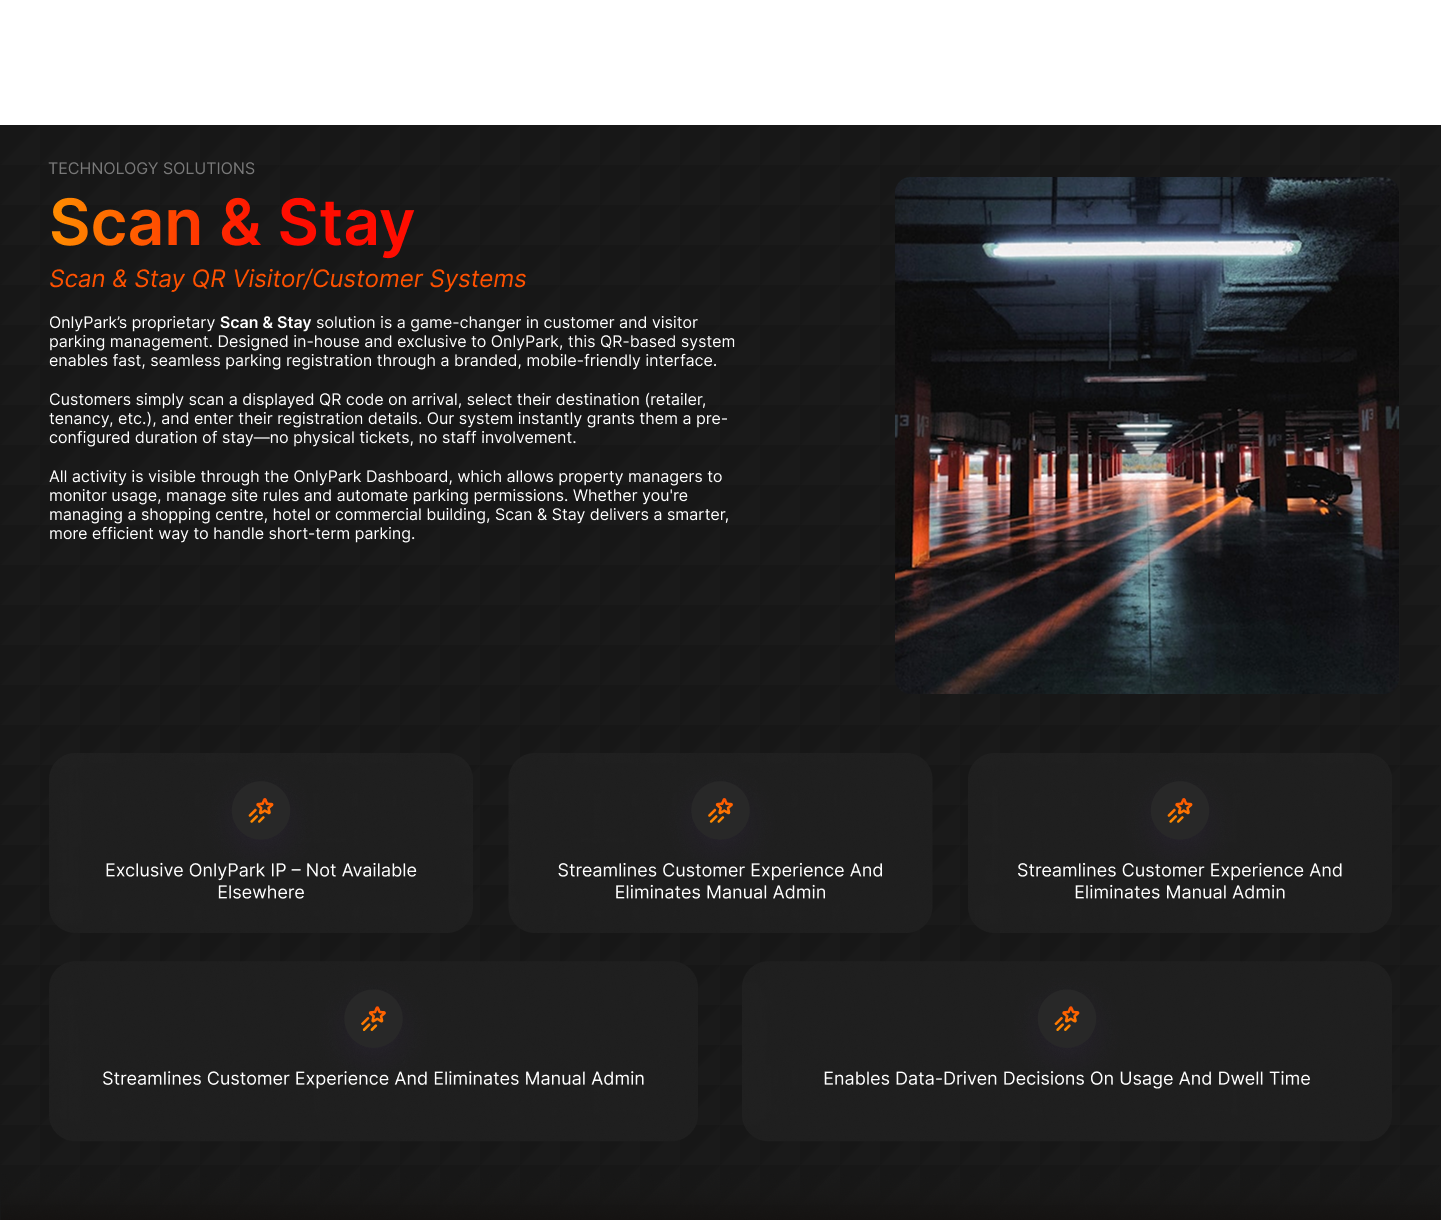 TECHNOLOGY SOLUTIONS
Scan & Stay
Scan & Stay QR Visitor/Customer Systems
OnlyPark’s proprietary Scan & Stay solution is a game-changer in customer and visitor
parking management. Designed in-house and exclusive to OnlyPark, this QR-based system
enables fast, seamless parking registration through a branded, mobile-friendly interface.
Customers simply scan a displayed QR code on arrival, select their destination (retailer,
tenancy, etc.), and enter their registration details. Our system instantly grants them a pre-
configured duration of stay—no physical tickets, no staff involvement.
All activity is visible through the OnlyPark Dashboard, which allows property managers to
monitor usage, manage site rules and automate parking permissions. Whether you're
managing a shopping centre, hotel or commercial building, Scan & Stay delivers a smarter,
more efficient way to handle short-term parking.
Exclusive OnlyPark IP – Not Available
Elsewhere
Streamlines Customer Experience And
Eliminates Manual Admin
Streamlines Customer Experience And
Eliminates Manual Admin
Streamlines Customer Experience And Eliminates Manual Admin
Enables Data-Driven Decisions On Usage And Dwell Time